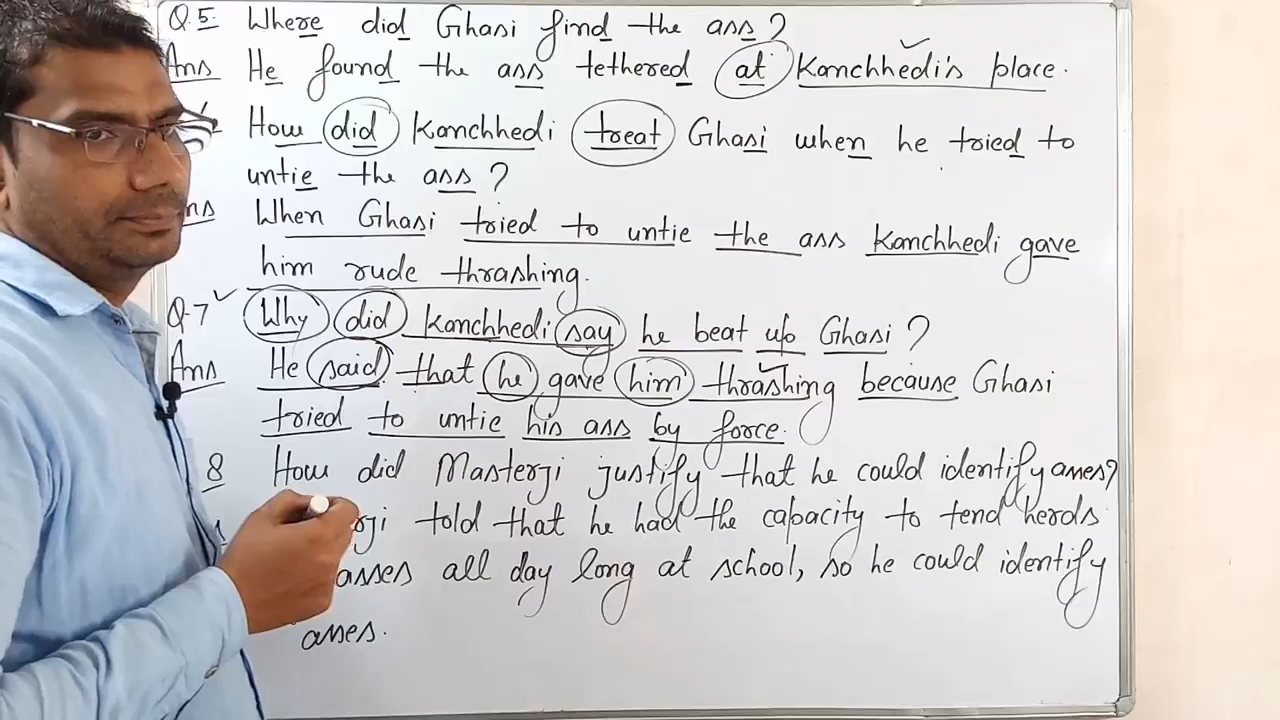 Q.5. Where did Ghasi find the ass?
Ans He found the ass tethered at Kanchhedi's place.
How did Kanchhedi treat Ghasi when he tried to
untie the ass?
ns When Ghasi tried to untie the ass Kanchhedi gave
him rude thrashing.
Q.7 Why did Kanchhedi say he beat up Ghasi?
Ans He said that he gave him thrashing because Ghasi
tried to untie his ass by force.
8 How did Masterji justify that he could identify asses?
rji told that he had the capacity to tend herds
asses all day long at school, so he could identify
asses.